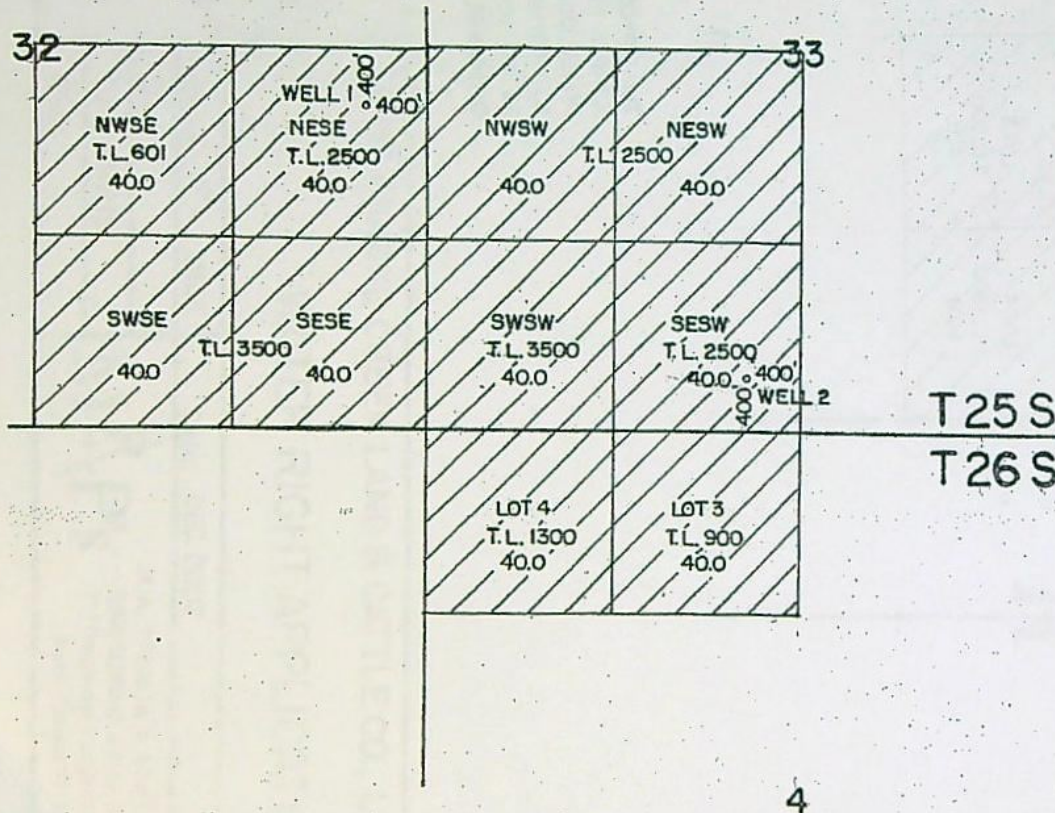 32
33
WELL 1
400'
400'
NWSE
T.L. 601
40.0
NESE
T.L. 2500
40.0
NWSW
40.0
T.L. 2500
NESW
40.0
SWSE
40.0
T.L. 3500
SESE
40.0
SWSW
T.L. 3500
40.0
SESW
T.L. 2500
40.0
400'
400'
WELL 2
T 25 S
T 26 S
LOT 4
T.L. 1300
40.0
LOT 3
T.L. 900
40.0
4
RIGHT